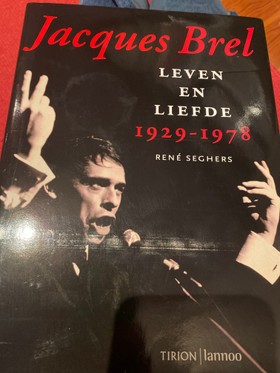 Jacques Brel
LEVEN
EN
LIEFDE
1929-1978
RENÉ SEGHERS
TIRION | lannoo